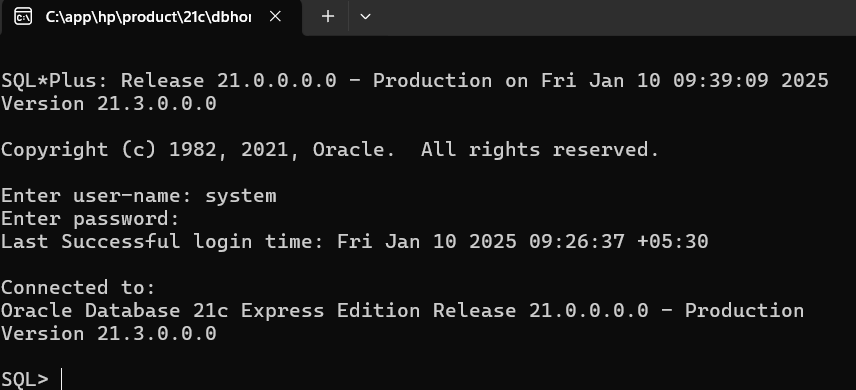 C:\app\hp\product\21c\dbhor
SQL*Plus: Release 21.0.0.0.0 - Production on Fri Jan 10 09:39:09 2025
Version 21.3.0.0.0
Copyright (c) 1982, 2021, Oracle.  All rights reserved.
Enter user-name: system
Enter password:
Last Successful login time: Fri Jan 10 2025 09:26:37 +05:30
Connected to:
Oracle Database 21c Express Edition Release 21.0.0.0.0 - Production
Version 21.3.0.0.0
SQL>